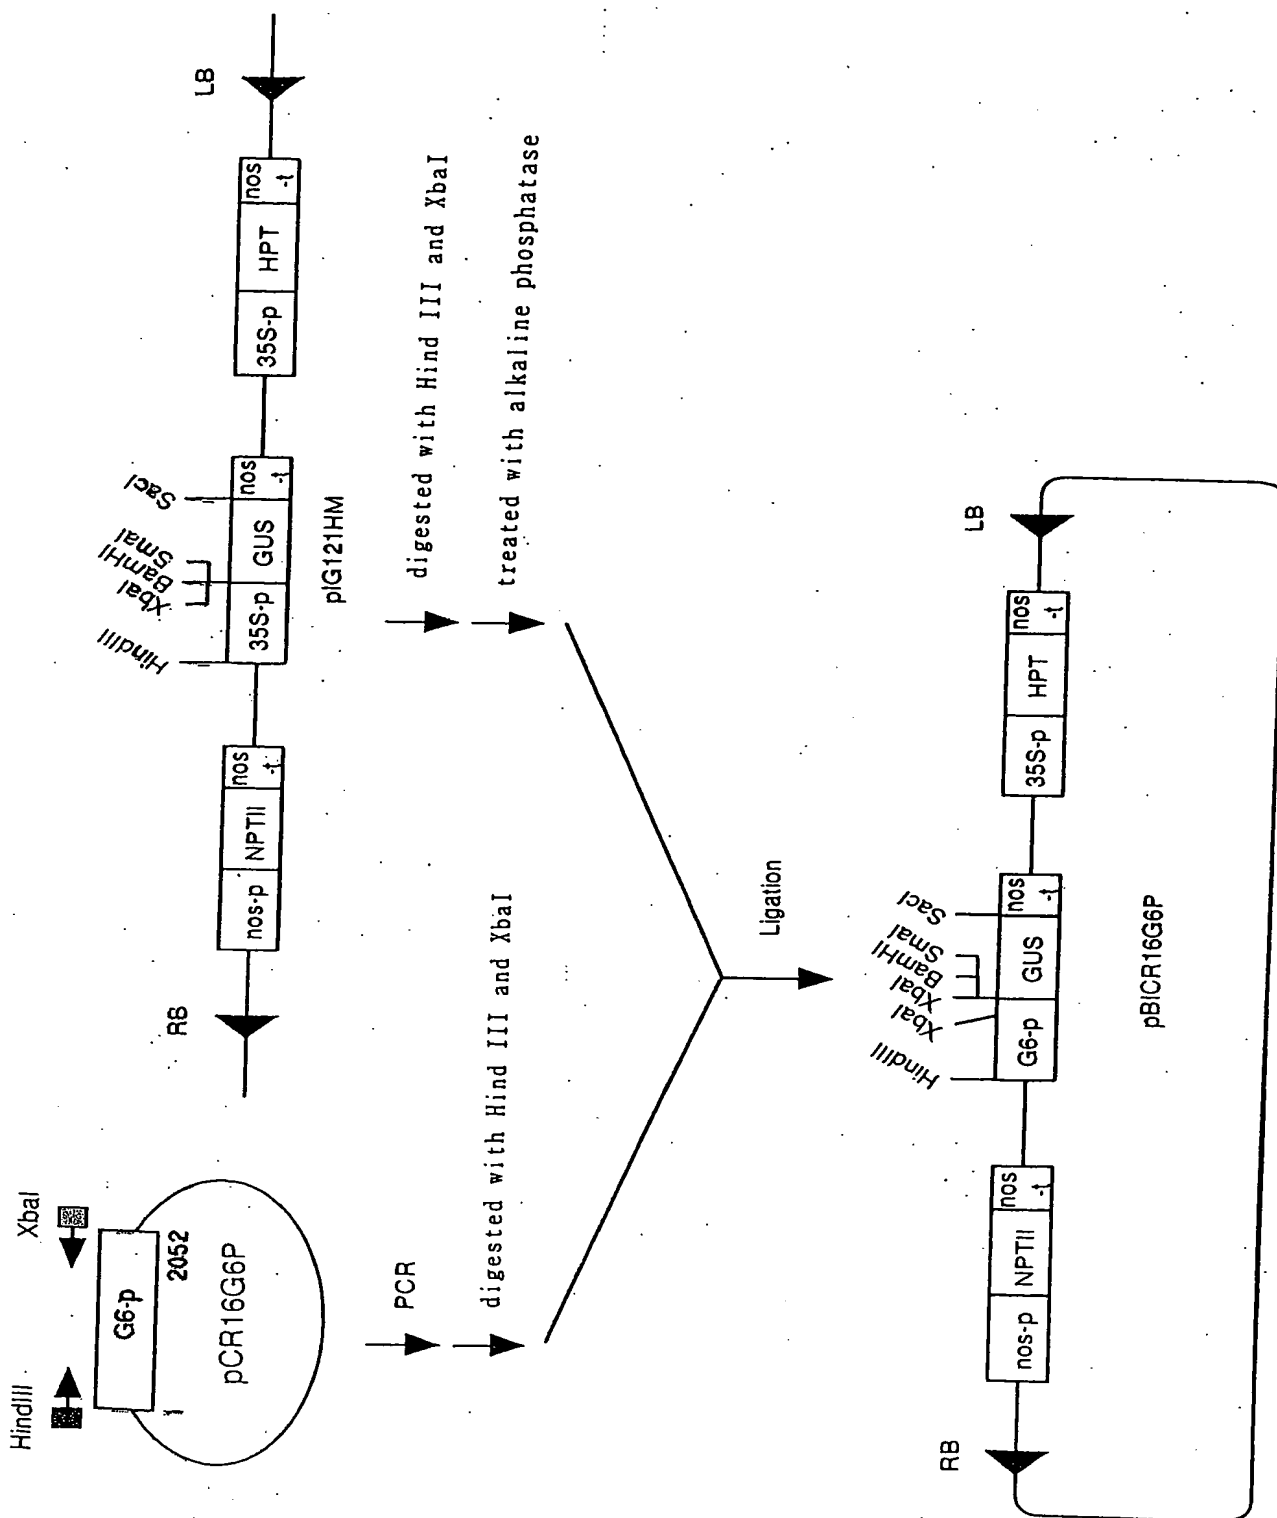 HindIII
XbaI
G6-p
1
2052
pCR16G6P
PCR
digested with Hind III and XbaI
RB
LB
nos-p
NPTII
nos
-t
HindIII
XbaI
BamHI
SmaI
SacI
35S-p
GUS
nos
-t
35S-p
HPT
nos
-t
pIG121HM
digested with Hind III and XbaI
treated with alkaline phosphatase
Ligation
RB
LB
nos-p
NPTII
nos
-t
HindIII
XbaI
XbaI
BamHI
SmaI
SacI
G6-p
GUS
nos
-t
35S-p
HPT
nos
-t
pBICR16G6P